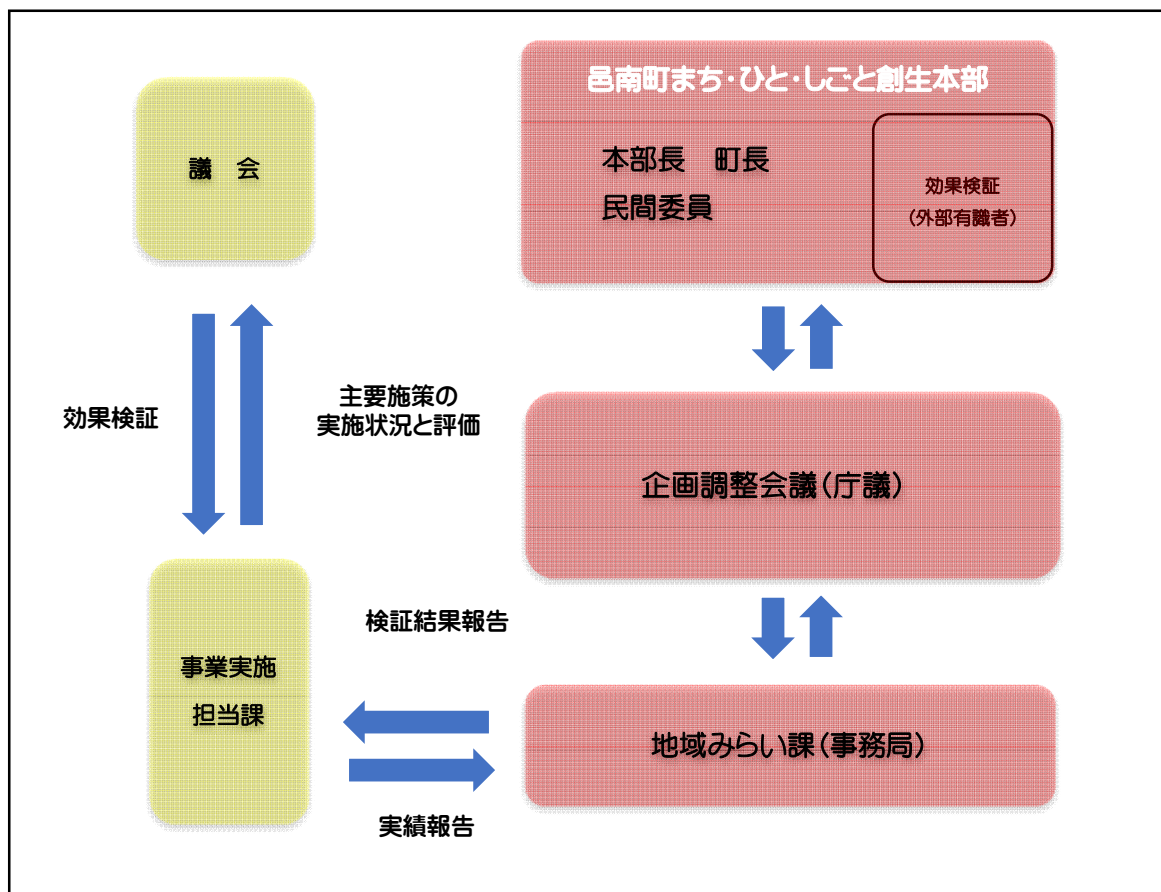 邑南町まち・ひと・しごと創生本部
議　会
本部長　町長
民間委員
効果検証
(外部有識者)
効果検証
主要施策の
実施状況と評価
企画調整会議(庁議)
検証結果報告
事業実施
担当課
地域みらい課(事務局)
実績報告